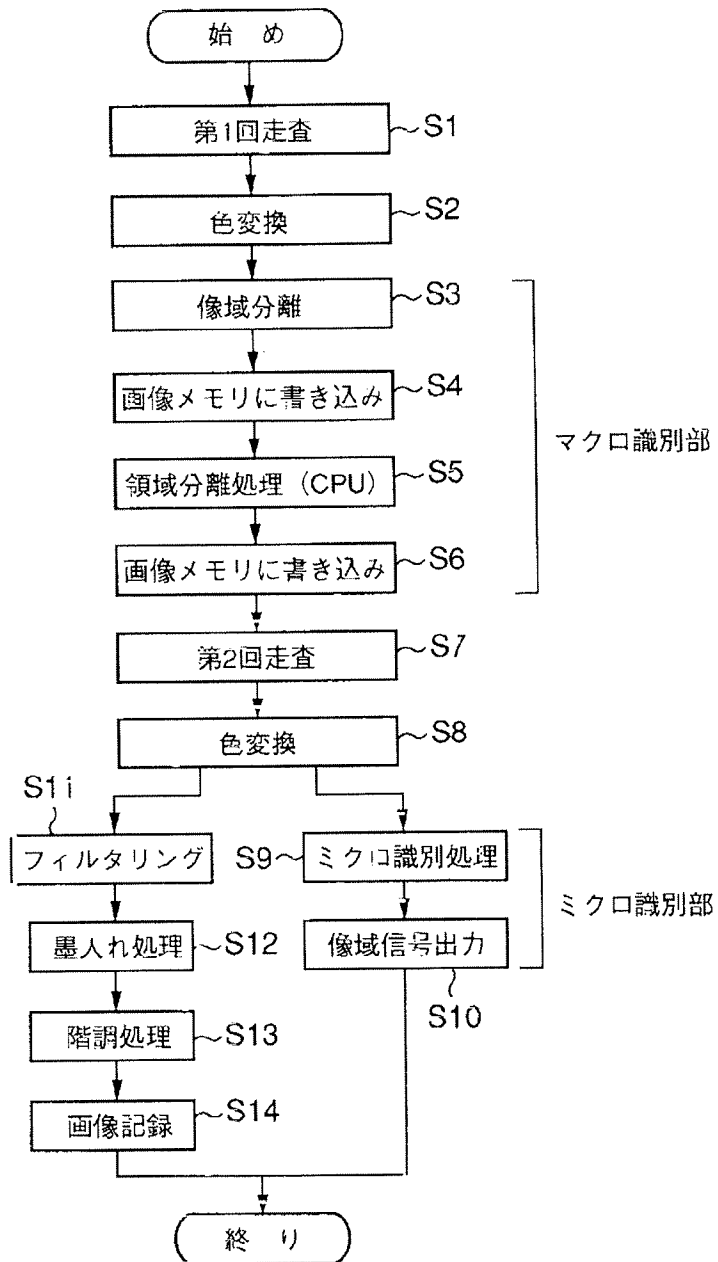 始 め
第1回走査 S1
色変換 S2
像域分離 S3
画像メモリに書き込み S4
マクロ識別部
領域分離処理 (CPU) S5
画像メモリに書き込み S6
第2回走査 S7
色変換 S8
S1i
フィルタリング
S9 ミクロ識別処理
ミクロ識別部
墨入れ処理 S12
像域信号出力
S10
階調処理 S13
画像記録 S14
終 り